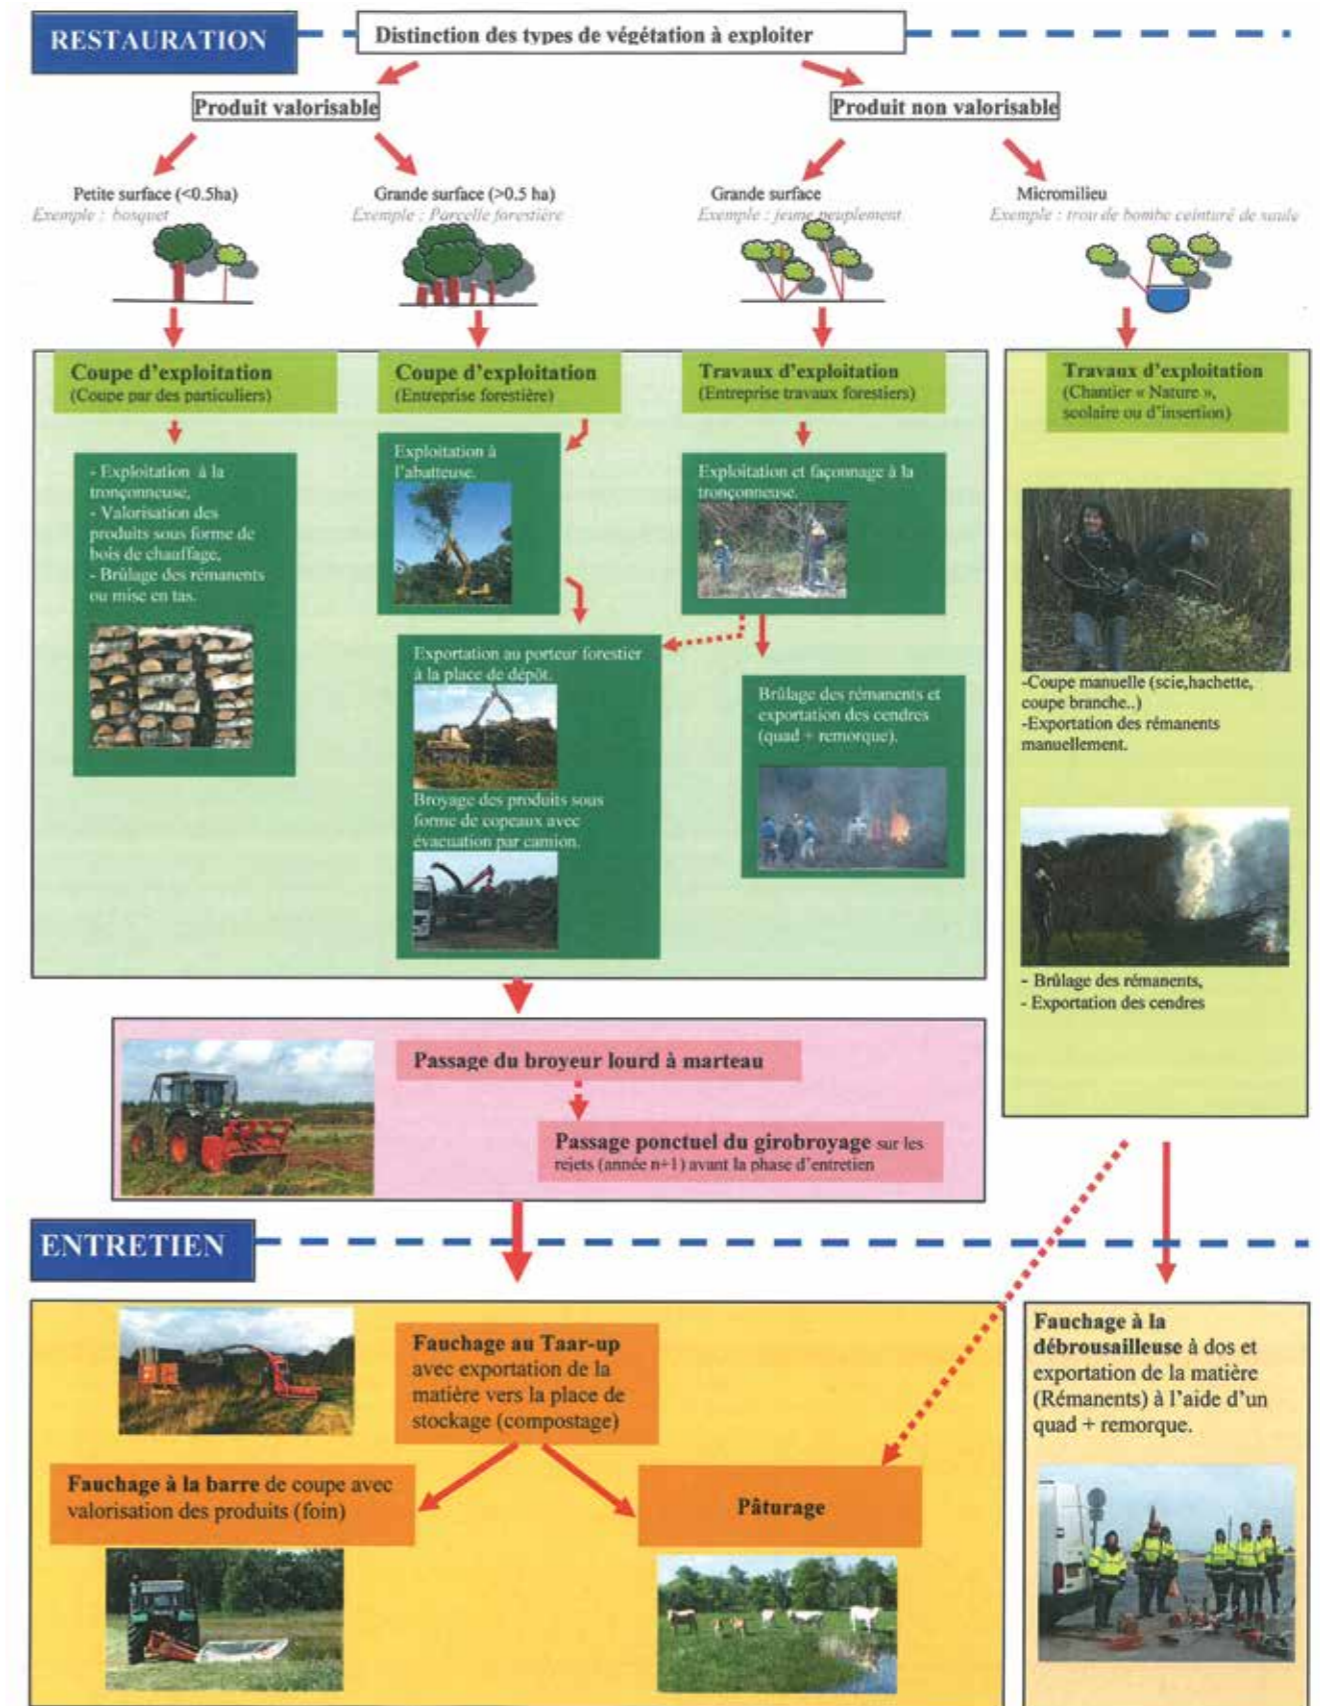 RESTAURATION
Distinction des types de végétation à exploiter
Produit valorisable
Produit non valorisable
Petite surface (<0.5ha)
Exemple : bosquet
Grande surface (>0.5 ha)
Exemple : Parcelle forestière
Grande surface
Exemple : jeune peuplement
Micromilieu
Exemple : trou de bombe ceinturé de saule
Coupe d'exploitation
(Coupe par des particuliers)
- Exploitation à la
tronçonneuse,
- Valorisation des
produits sous forme de
bois de chauffage,
- Brûlage des rémanents
ou mise en tas.
Coupe d'exploitation
(Entreprise forestière)
Exploitation à
l'abatteuse.
Exportation au porteur forestier
à la place de dépôt.
Broyage des produits sous
forme de copeaux avec
évacuation par camion.
Travaux d'exploitation
(Entreprise travaux forestiers)
Exploitation et façonnage à la
tronçonneuse.
Brûlage des rémanents et
exportation des cendres
(quad + remorque).
Travaux d'exploitation
(Chantier « Nature »,
scolaire ou d'insertion)
-Coupe manuelle (scie,hachette,
coupe branche..)
-Exportation des rémanents
manuellement.
- Brûlage des rémanents,
- Exportation des cendres
Passage du broyeur lourd à marteau
Passage ponctuel du girobroyage sur les
rejets (année n+1) avant la phase d'entretien
ENTRETIEN
Fauchage au Taar-up
avec exportation de la
matière vers la place de
stockage (compostage)
Fauchage à la barre de coupe avec
valorisation des produits (foin)
Pâturage
Fauchage à la
débrousailleuse à dos et
exportation de la matière
(Rémanents) à l'aide d'un
quad + remorque.